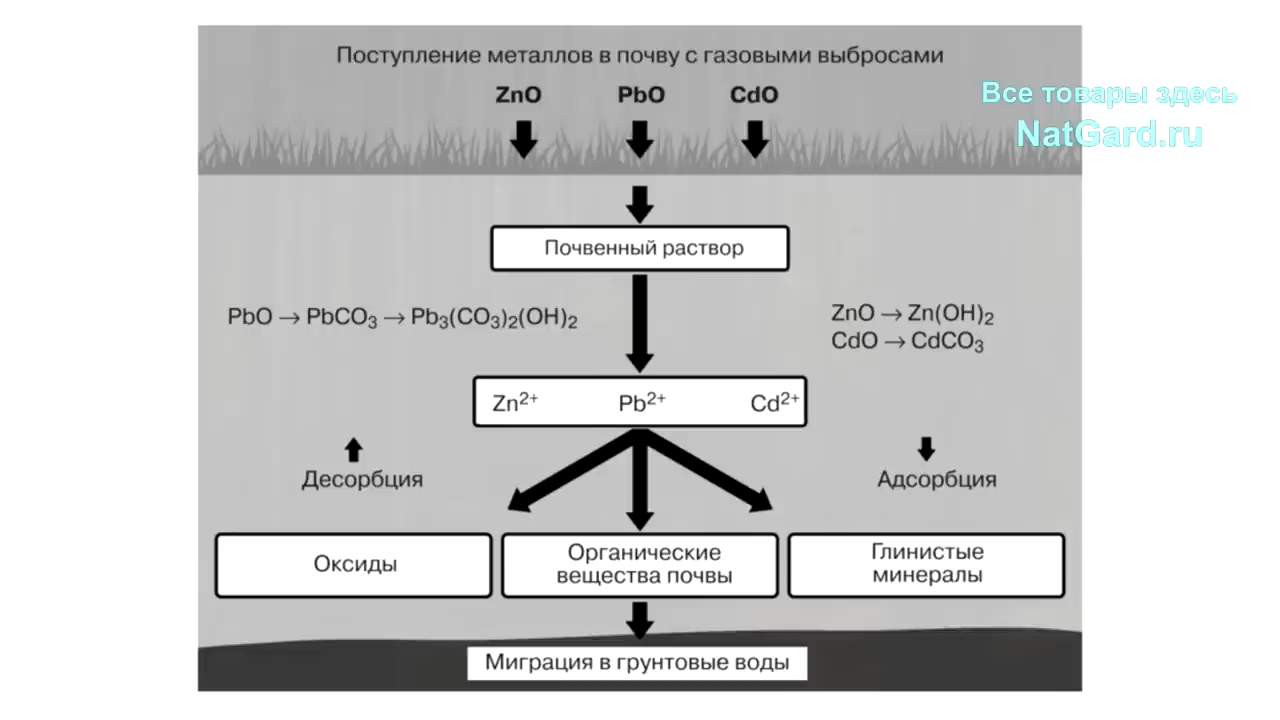 Поступление металлов в почву с газовыми выбросами
ZnO PbO CdO
Все товары здесь
NatGard.ru
Почвенный раствор
PbO → PbCO₃ → Pb₃(CO₃)₂(OH)₂
ZnO → Zn(OH)₂
CdO → CdCO₃
Zn²⁺ Pb²⁺ Cd²⁺
Десорбция
Адсорбция
Оксиды
Органические
вещества почвы
Глинистые
минералы
Миграция в грунтовые воды